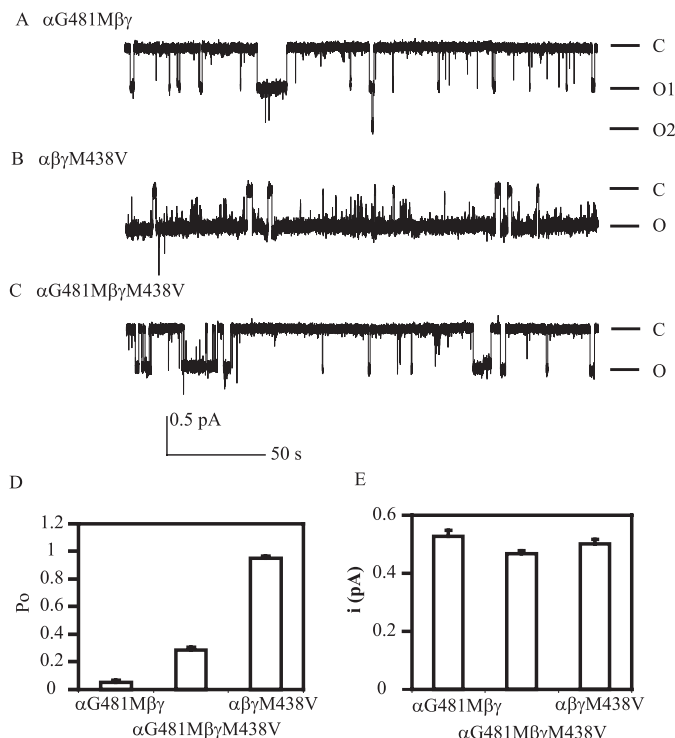 A αG481Mβγ
C
O1
O2
B αβγM438V
C
O
C αG481MβγM438V
C
O
0.5 pA
50 s
D
E
1.2
1
0.8
0.6
0.4
0.2
0
Po
αG481Mβγ
αβγM438V
αG481MβγM438V
0.6
0.4
0.2
0
i (pA)
αG481Mβγ
αβγM438V
αG481MβγM438V